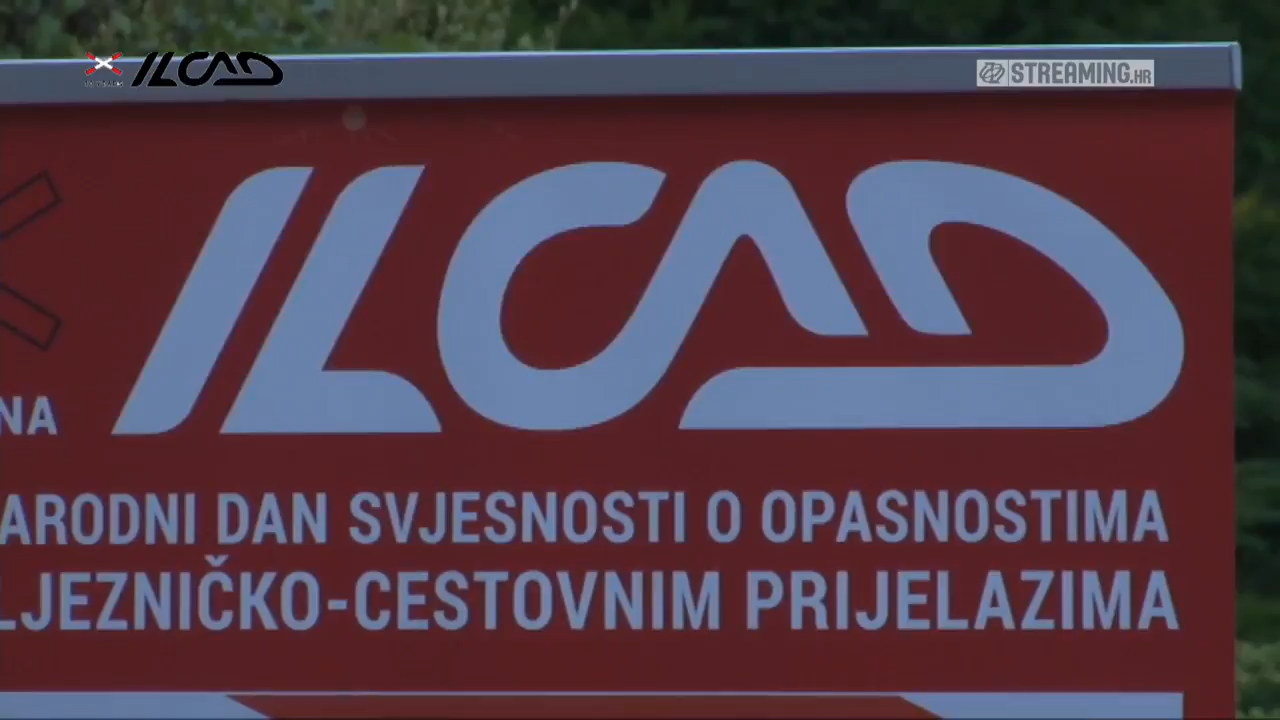 ILCAD
STREAMING.HR
ILCAD
NA
ARODNI DAN SVJESNOSTI O OPASNOSTIMA
LJEZNIČKO-CESTOVNIM PRIJELAZIMA